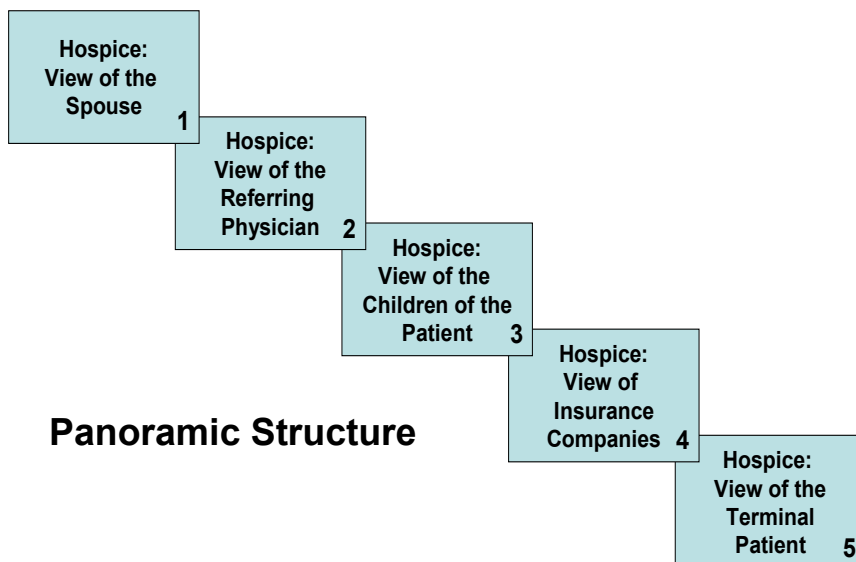 Hospice:
View of the
Spouse
1
Hospice:
View of the
Referring
Physician
2
Hospice:
View of the
Children of the
Patient
3
Hospice:
View of
Insurance
Companies
4
Panoramic Structure
Hospice:
View of the
Terminal
Patient
5